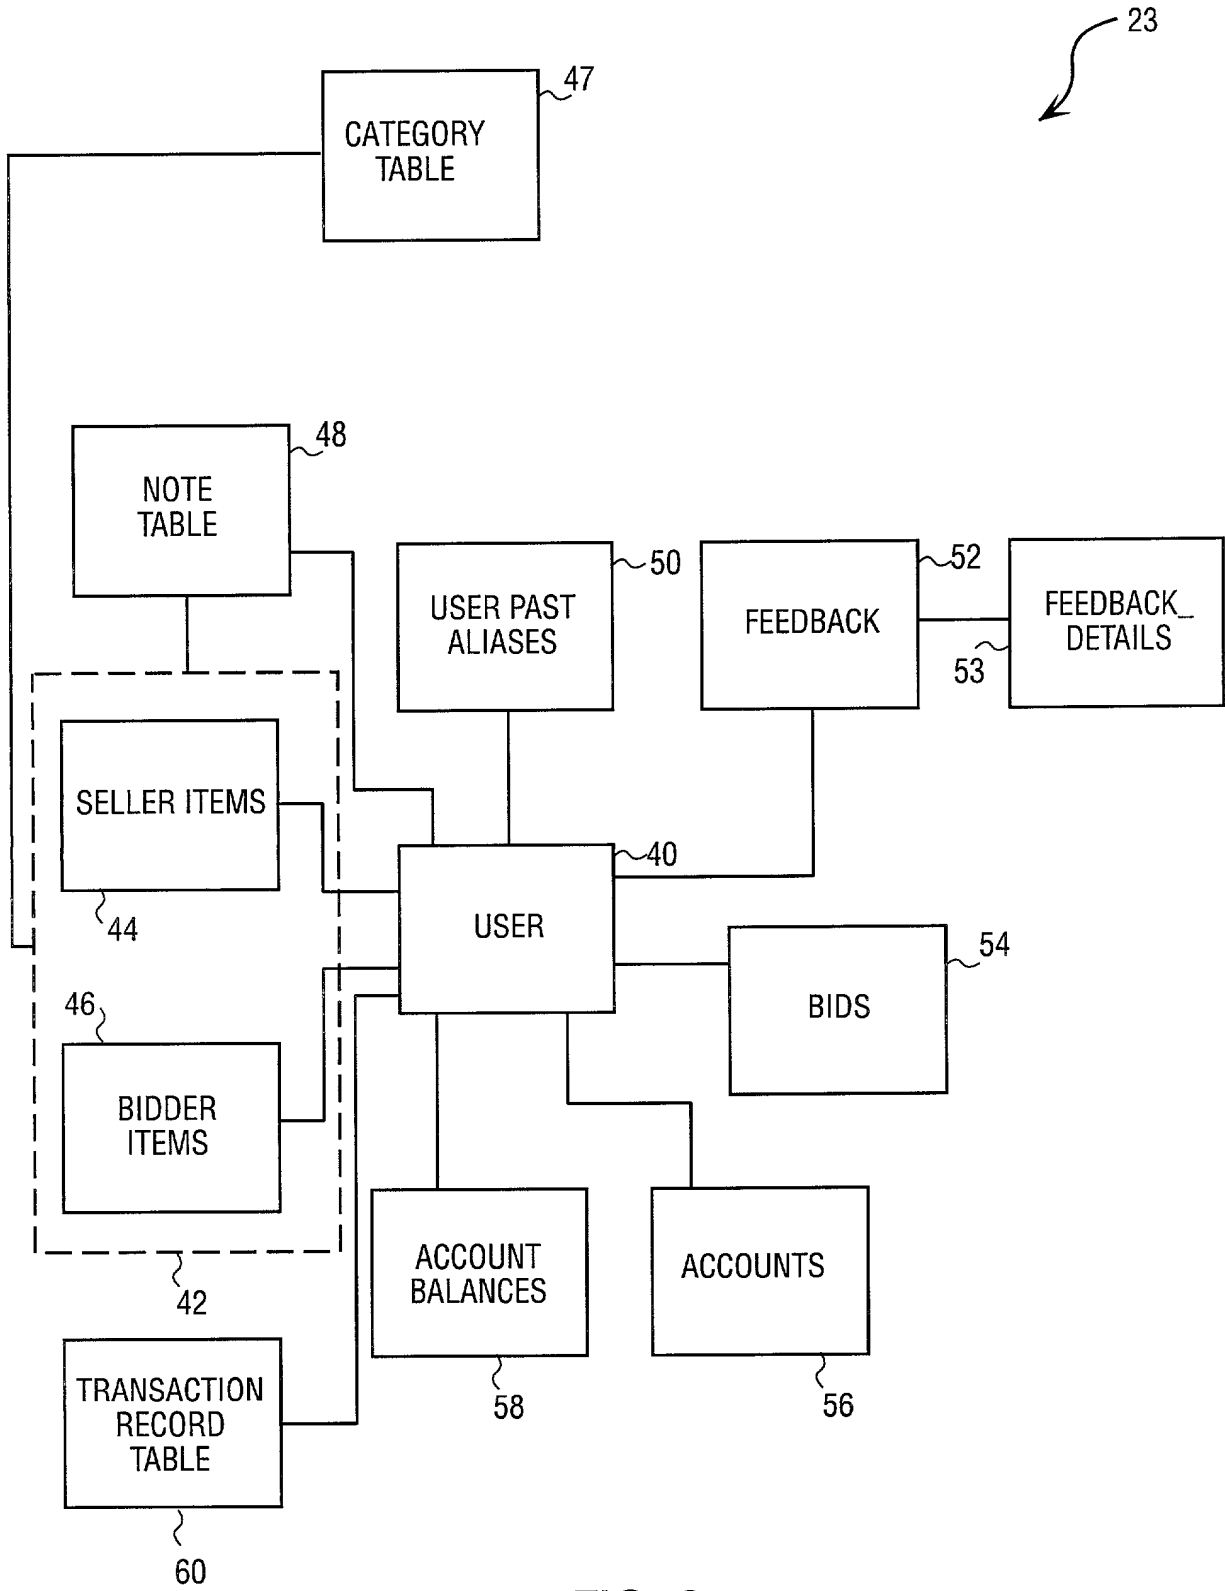 23
47
CATEGORY
TABLE
48
NOTE
TABLE
50
USER PAST
ALIASES
52
FEEDBACK
53
FEEDBACK_
DETAILS
SELLER ITEMS
44
40
USER
54
BIDS
46
BIDDER
ITEMS
42
ACCOUNT
BALANCES
58
ACCOUNTS
56
TRANSACTION
RECORD
TABLE
60